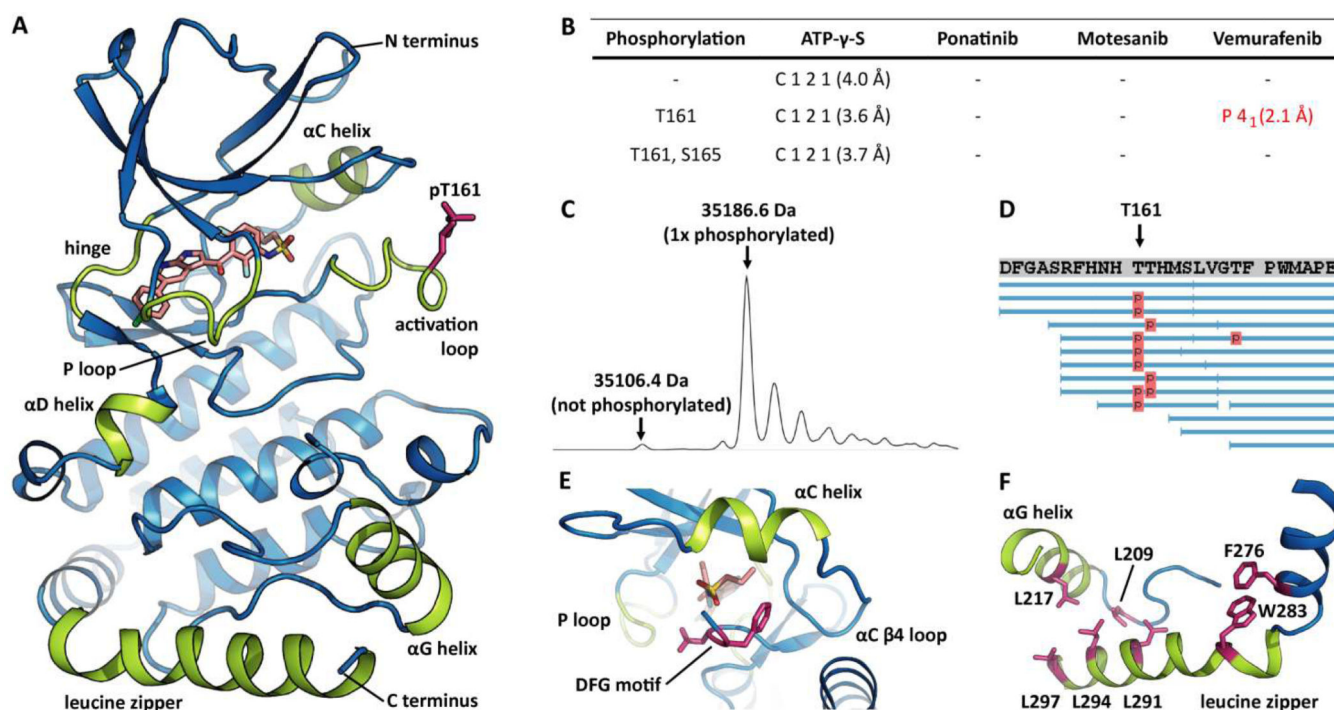 A
N terminus
αC helix
pT161
hinge
activation
loop
P loop
αD helix
αG helix
C terminus
leucine zipper
B
Phosphorylation ATP-γ-S Ponatinib Motesanib Vemurafenib
- C 1 2 1 (4.0 Å) - - -
T161 C 1 2 1 (3.6 Å) - - P 4₁(2.1 Å)
T161, S165 C 1 2 1 (3.7 Å) - - -
C
35186.6 Da
(1x phosphorylated)
35106.4 Da
(not phosphorylated)
D
T161
DFGASRFHNH TTHMSLVGTF PWMAPE
p
p
p
p p
p
p
p
p p
p
E
αC helix
P loop
αC β4 loop
DFG motif
F
αG helix
L209
F276
L217
W283
L297 L294 L291 leucine zipper